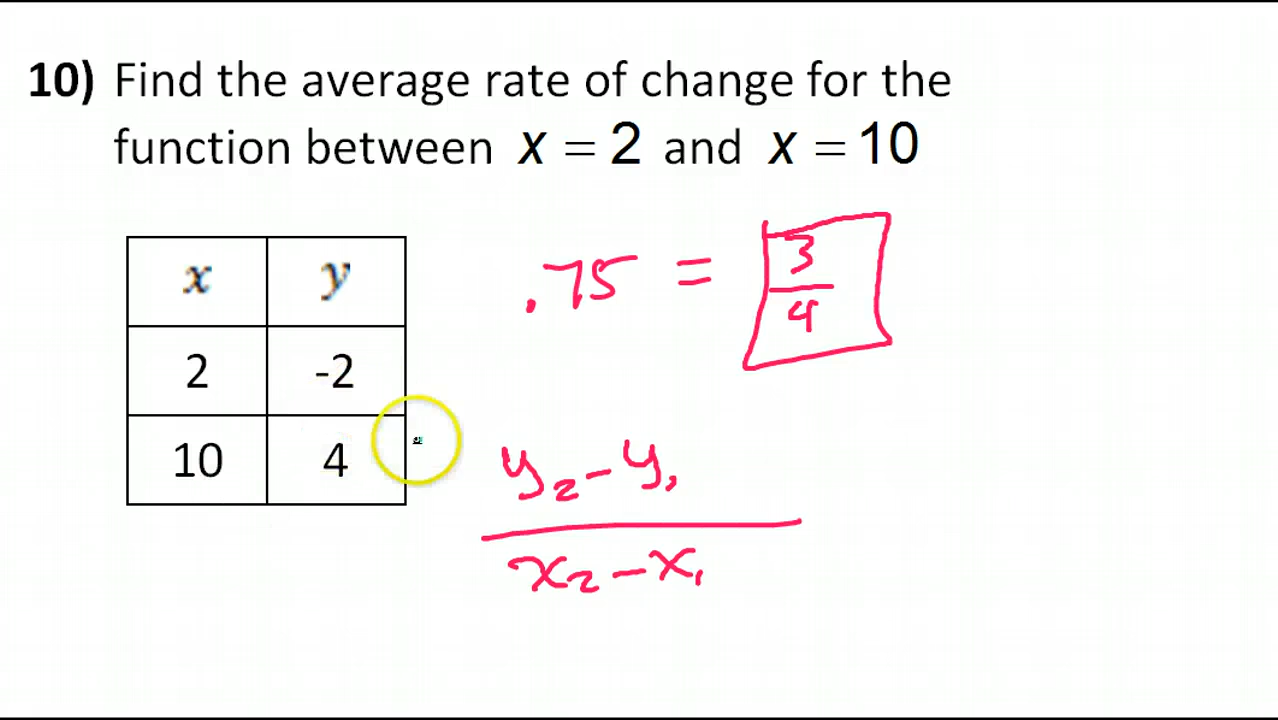 10) Find the average rate of change for the
function between x = 2 and x = 10
x y
2 -2
10 4
.75 = 3/4
y₂ - y₁
x₂ - x₁